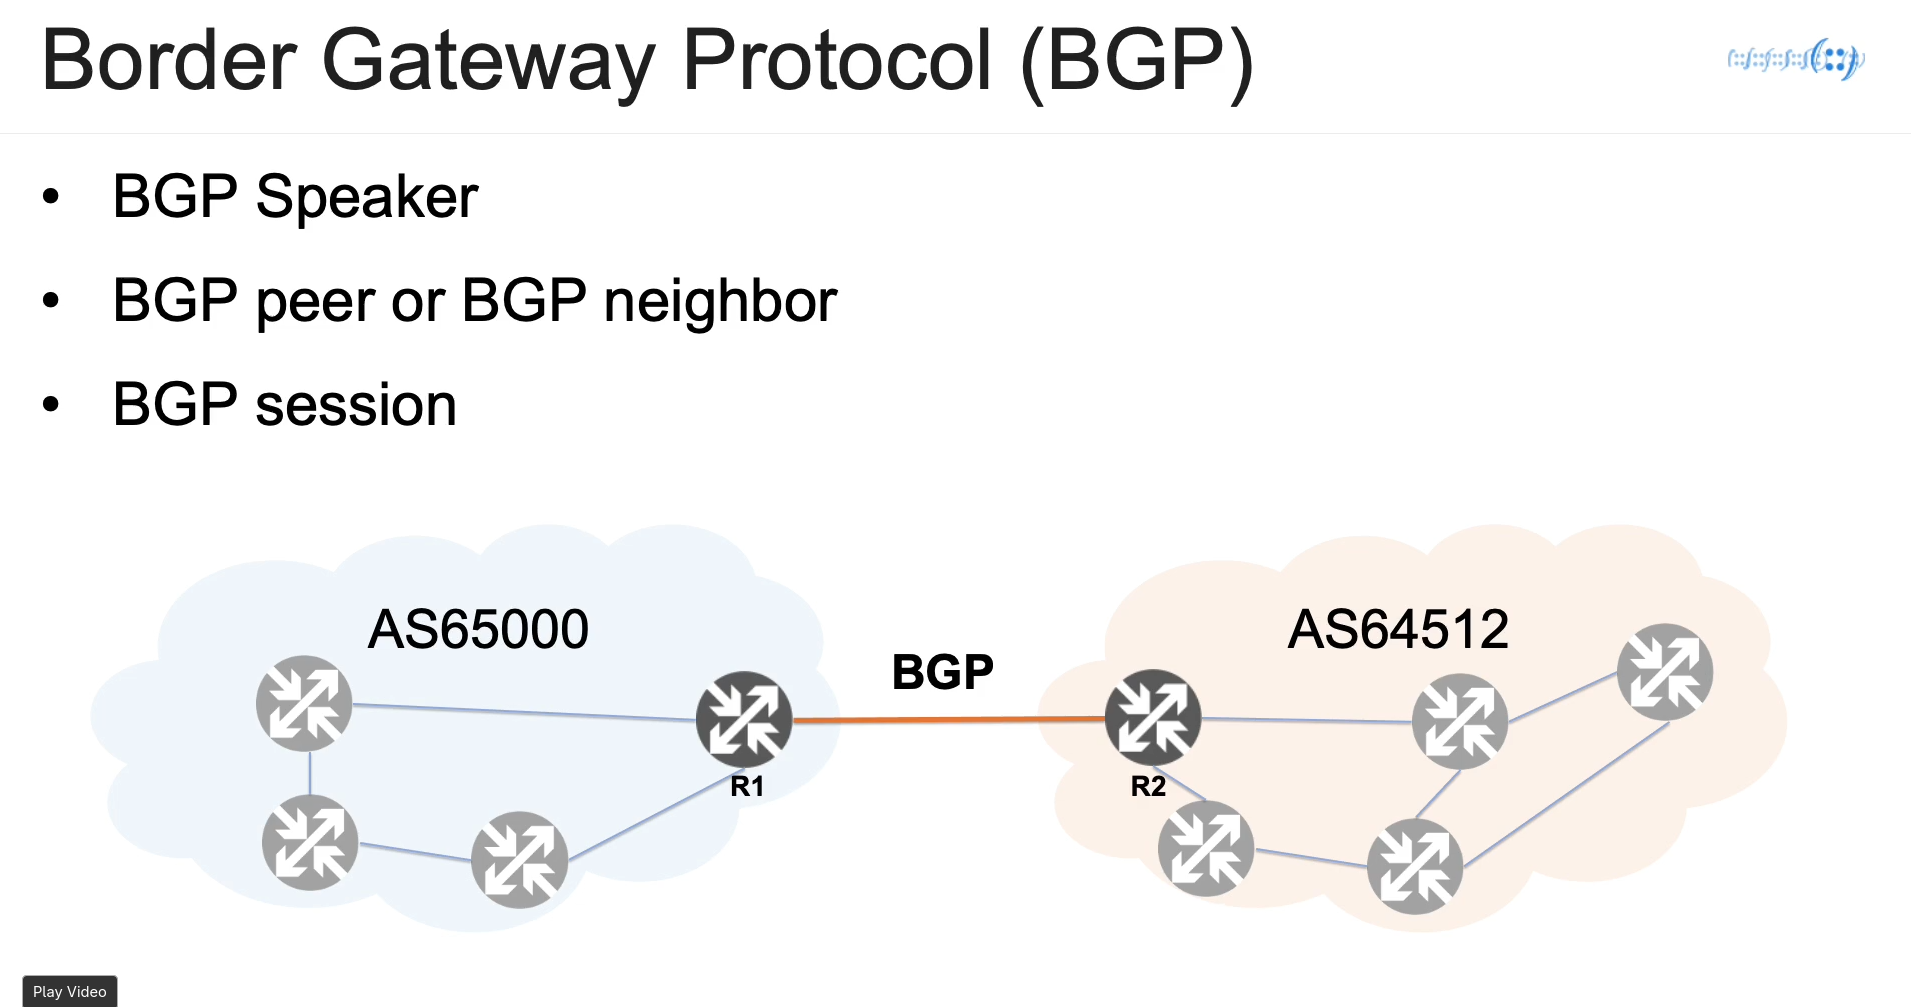 Border Gateway Protocol (BGP)
• BGP Speaker
• BGP peer or BGP neighbor
• BGP session
AS65000
AS64512
BGP
R1
R2
Play Video